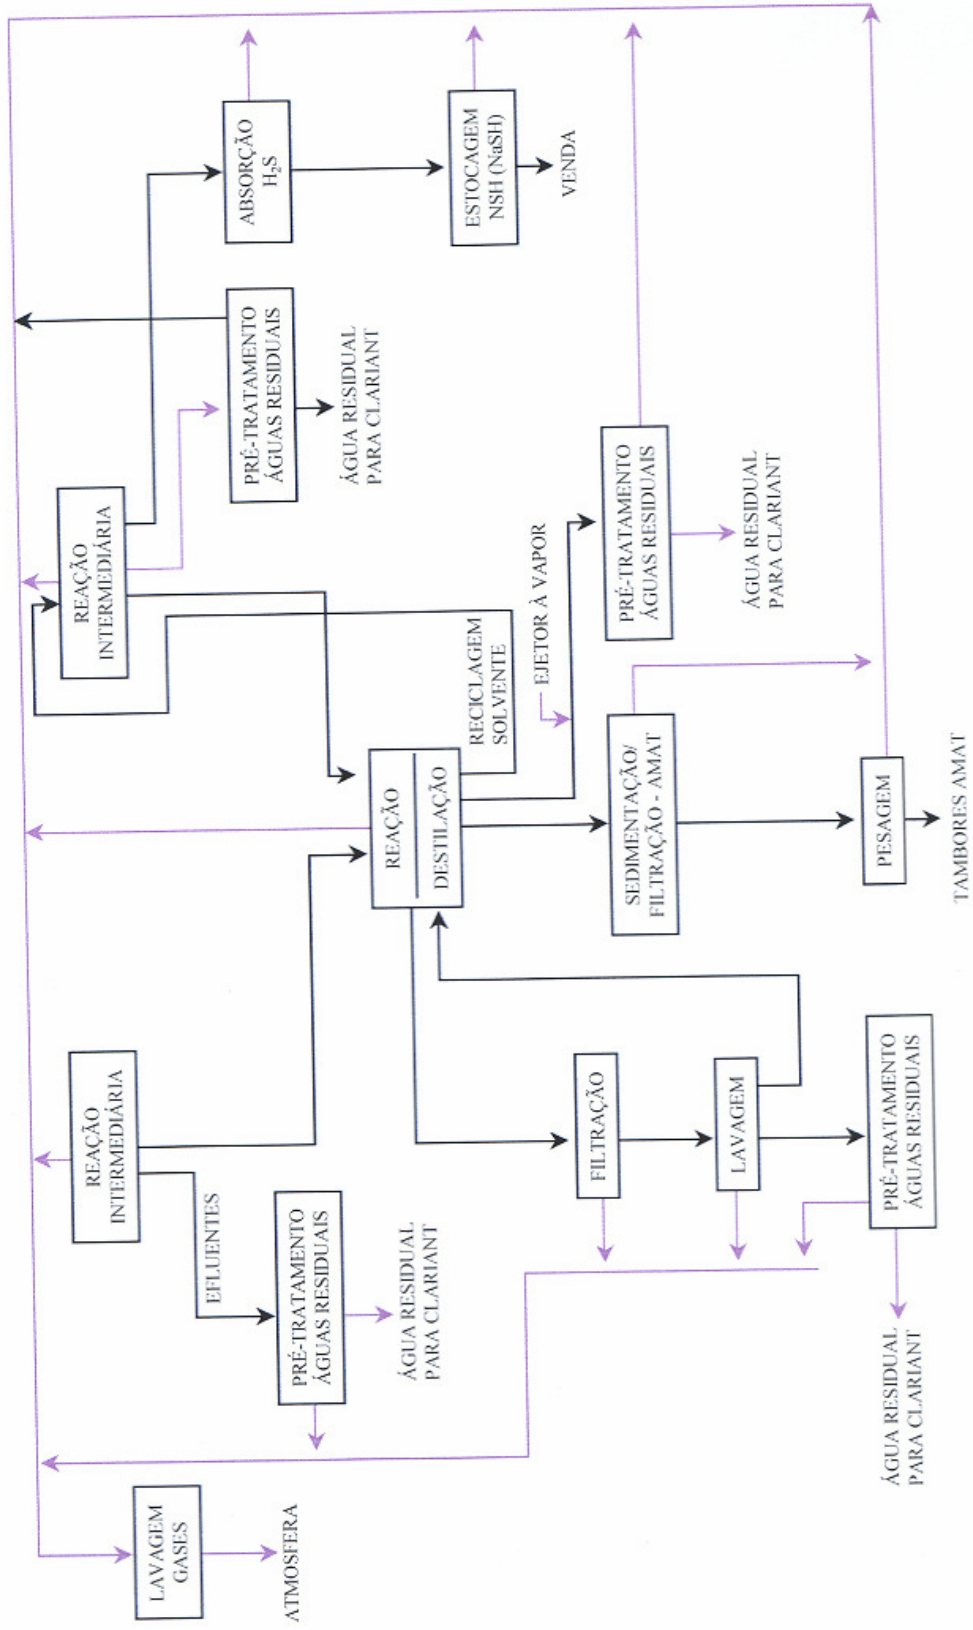 LAVAGEM
GASES
ATMOSFERA
REAÇÃO
INTERMEDIÁRIA
EFLUENTES
PRÉ-TRATAMENTO
ÁGUAS RESIDUAIS
ÁGUA RESIDUAL
PARA CLARIANT
REAÇÃO
INTERMEDIÁRIA
PRÉ-TRATAMENTO
ÁGUAS RESIDUAIS
ÁGUA RESIDUAL
PARA CLARIANT
ABSORÇÃO
H₂S
ESTOCAGEM
NSH (NaSH)
VENDA
REAÇÃO
DESTILAÇÃO
RECICLAGEM
SOLVENTE
EJETOR À VAPOR
FILTRAÇÃO
LAVAGEM
PRÉ-TRATAMENTO
ÁGUAS RESIDUAIS
ÁGUA RESIDUAL
PARA CLARIANT
SEDIMENTAÇÃO/
FILTRAÇÃO - AMAT
PRÉ-TRATAMENTO
ÁGUAS RESIDUAIS
ÁGUA RESIDUAL
PARA CLARIANT
PESAGEM
TAMBORES AMAT